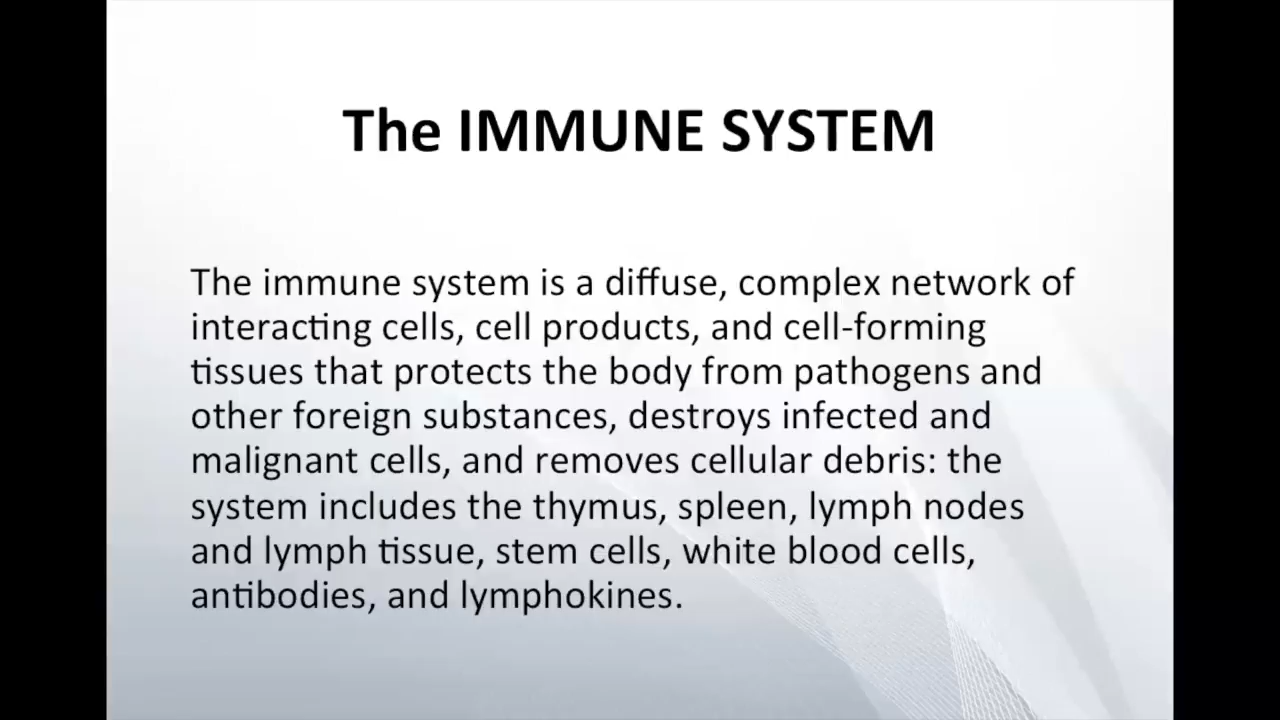 The IMMUNE SYSTEM
The immune system is a diffuse, complex network of
interacting cells, cell products, and cell-forming
tissues that protects the body from pathogens and
other foreign substances, destroys infected and
malignant cells, and removes cellular debris: the
system includes the thymus, spleen, lymph nodes
and lymph tissue, stem cells, white blood cells,
antibodies, and lymphokines.